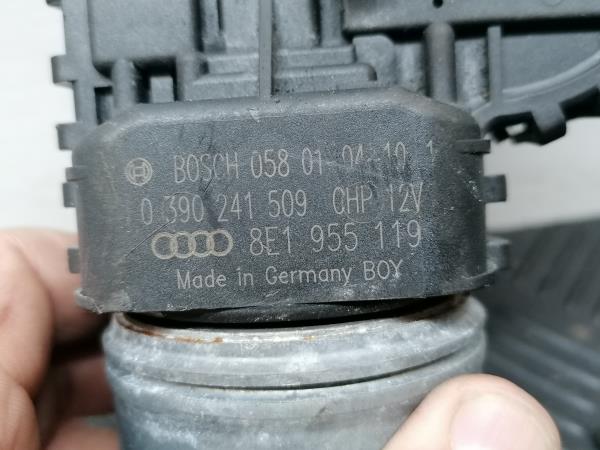 BOSCH 058 01 04-10 1
0 390 241 509 CHP 12V
8E1 955 119
Made in Germany BOY